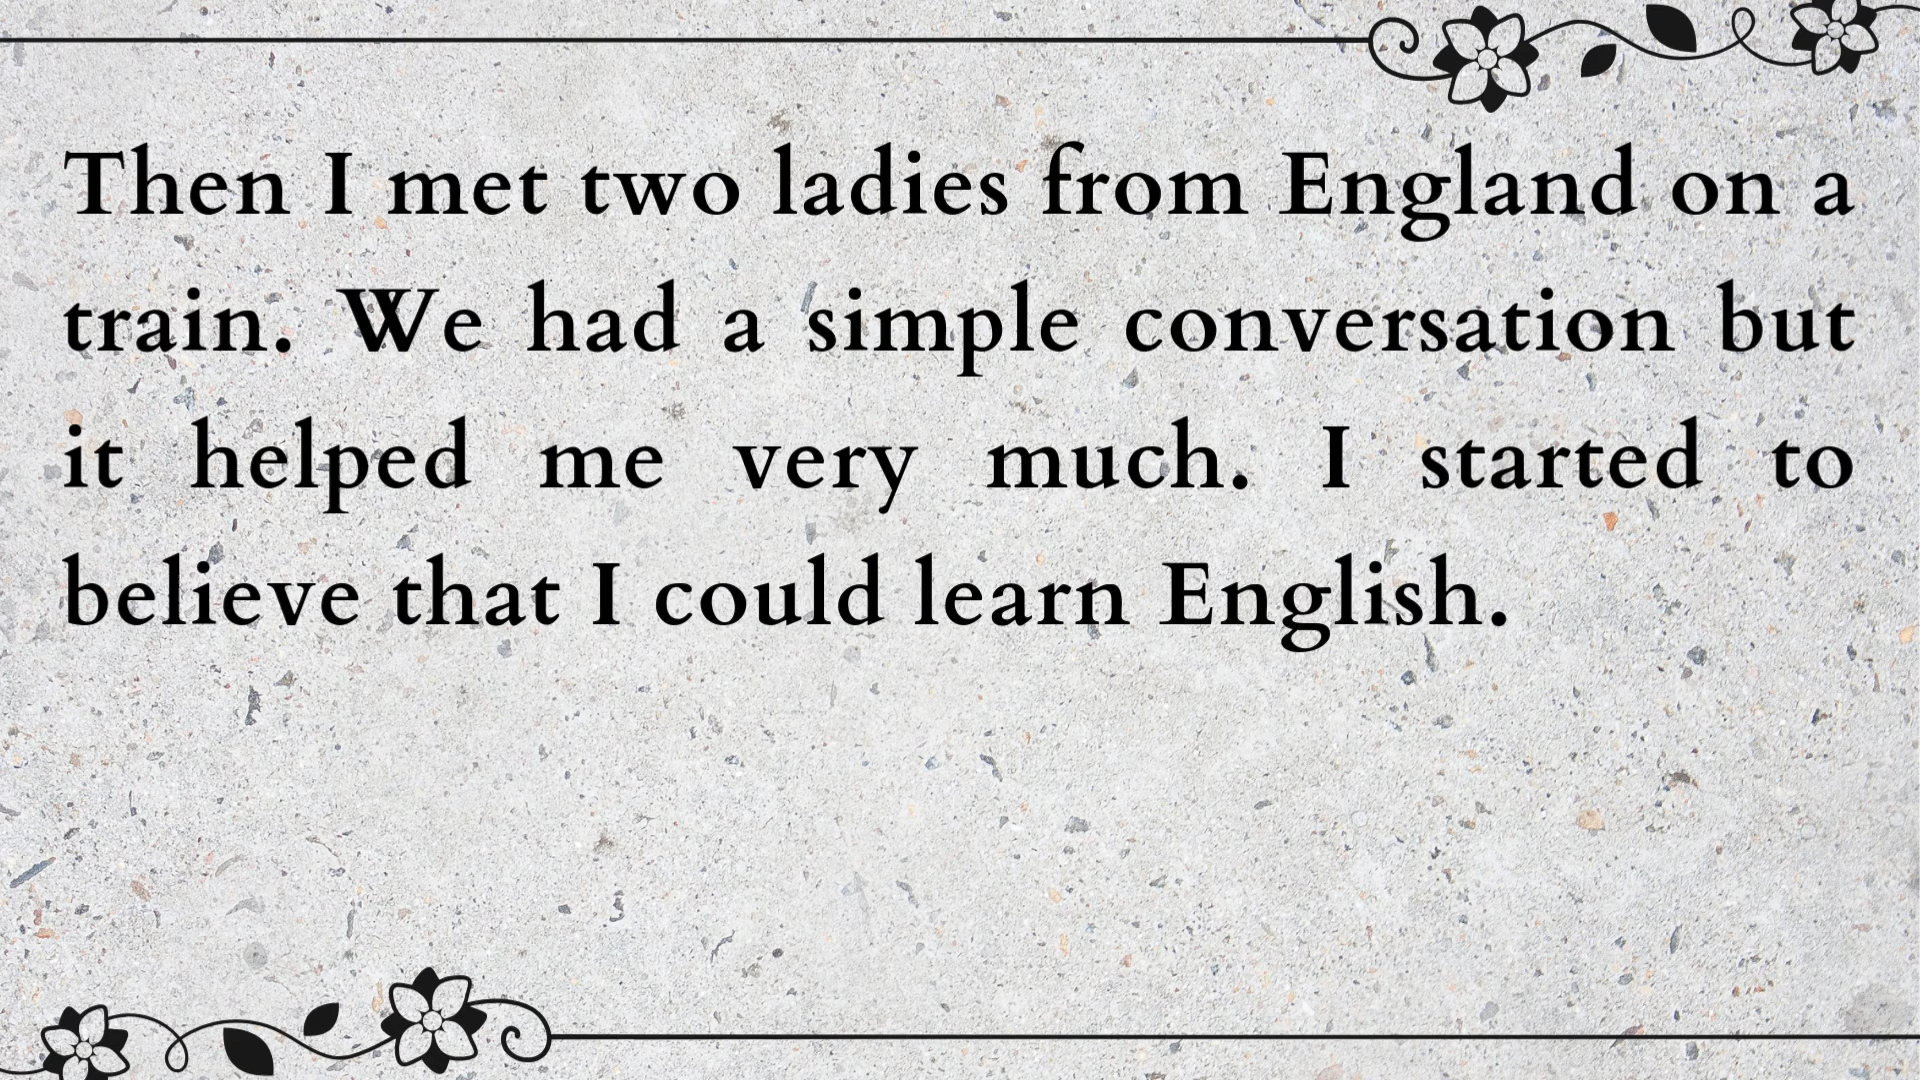 Then I met two ladies from England on a
train. We had a simple conversation but
it helped me very much. I started to
believe that I could learn English.